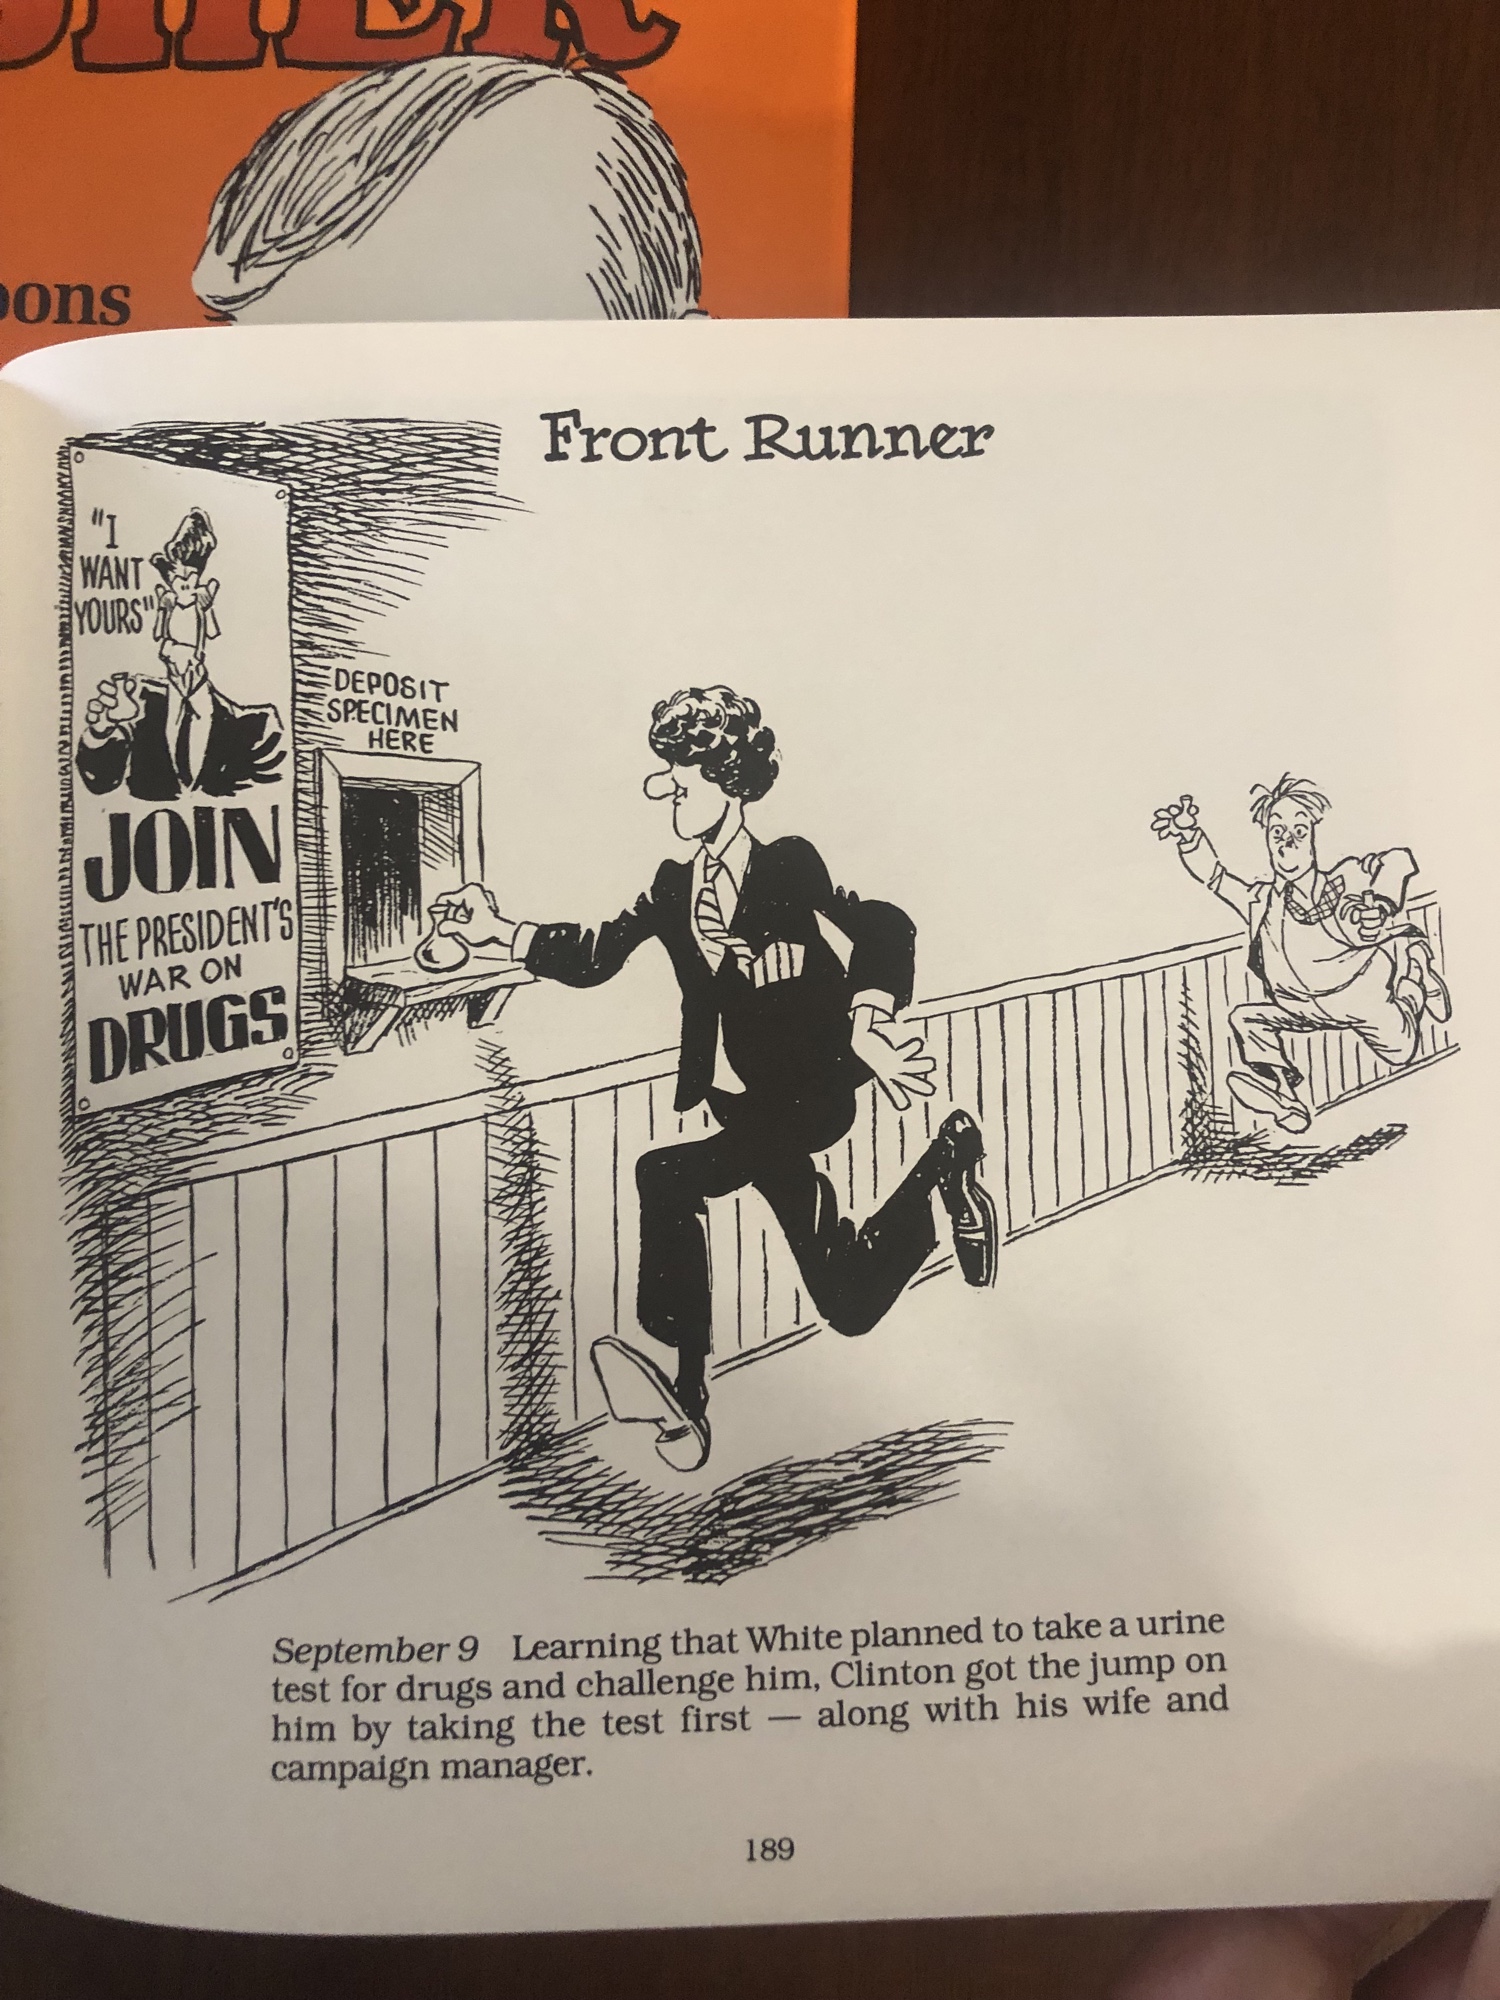 oons
Front Runner
"I
WANT
YOURS"
JOIN
THE PRESIDENT'S
WAR ON
DRUGS
DEPOSIT
SPECIMEN
HERE
September 9 Learning that White planned to take a urine
test for drugs and challenge him, Clinton got the jump on
him by taking the test first — along with his wife and
campaign manager.
189